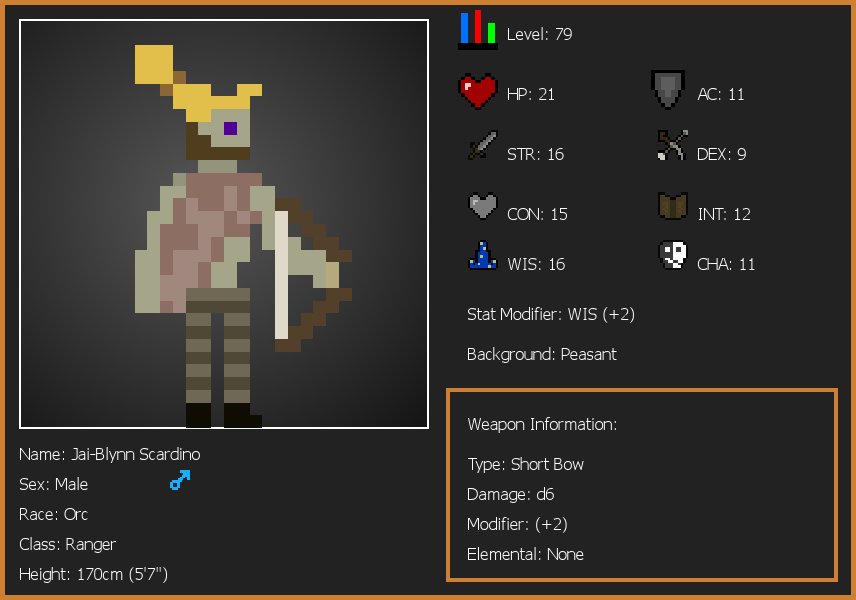 Level: 79
HP: 21
AC: 11
STR: 16
DEX: 9
CON: 15
INT: 12
WIS: 16
CHA: 11
Stat Modifier: WIS (+2)
Background: Peasant
Weapon Information:
Type: Short Bow
Damage: d6
Modifier: (+2)
Elemental: None
Name: Jai-Blynn Scardino
Sex: Male
Race: Orc
Class: Ranger
Height: 170cm (5'7")